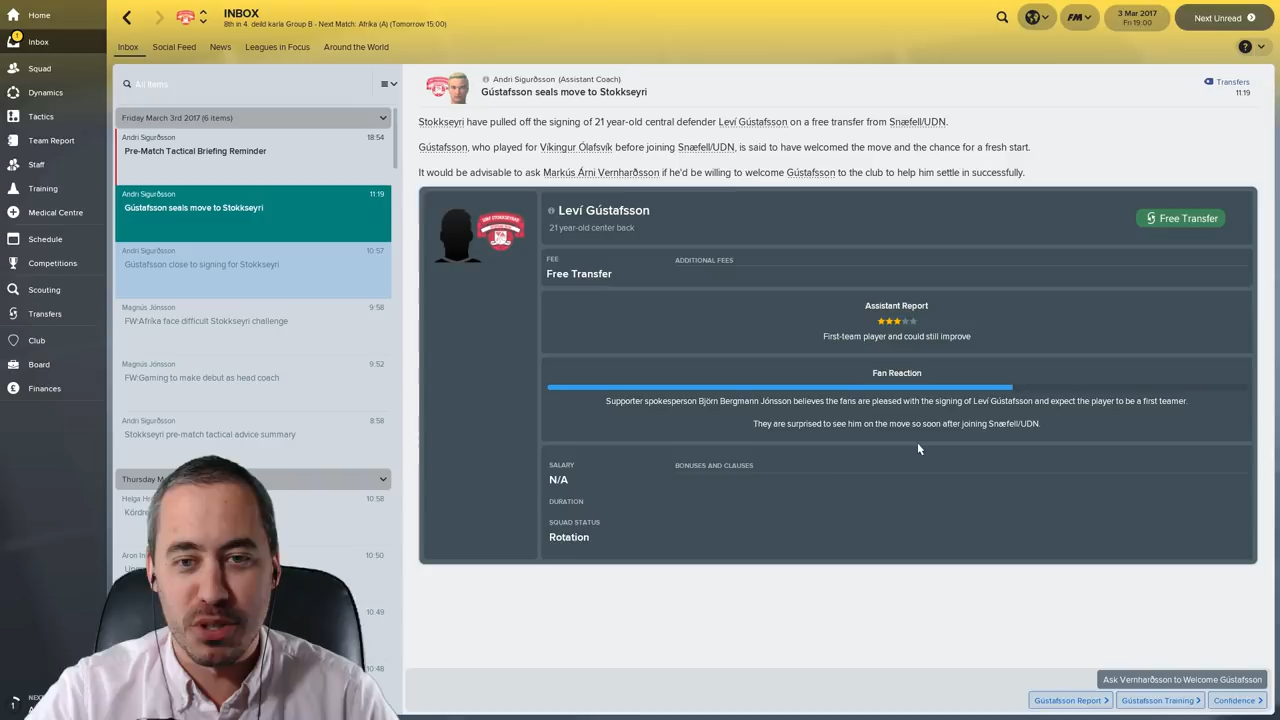 Home
Inbox
1
Squad
Dynamics
Tactics
Team Report
Staff
Training
Medical Centre
Schedule
Competitions
Scouting
Transfers
Club
Board
Finances
INBOX
8th in 4. deild karla Group B - Next Match: Afríka (A) (Tomorrow 15:00)
FM
3 Mar 2017
Fri 19:00
Next Unread
Inbox
Social Feed
News
Leagues in Focus
Around the World
?
All Items
Friday March 3rd 2017 (6 items)
Andri Sigurðsson 18:54
Pre-Match Tactical Briefing Reminder
Andri Sigurðsson 11:19
Gústafsson seals move to Stokkseyri
Andri Sigurðsson 10:57
Gústafsson close to signing for Stokkseyri
Magnús Jónsson 9:58
FW:Afríka face difficult Stokkseyri challenge
Magnús Jónsson 9:52
FW:Gaming to make debut as head coach
Andri Sigurðsson 8:58
Stokkseyri pre-match tactical advice summary
Thursday
Helga 10:58
10:50
10:49
10:48
Andri Sigurðsson (Assistant Coach)
Gústafsson seals move to Stokkseyri
Transfers
11:19
Stokkseyri have pulled off the signing of 21 year-old central defender Leví Gústafsson on a free transfer from Snæfell/UDN.
Gústafsson, who played for Víkingur Ólafsvík before joining Snæfell/UDN, is said to have welcomed the move and the chance for a fresh start.
It would be advisable to ask Markús Árni Vernharðsson if he'd be willing to welcome Gústafsson to the club to help him settle in successfully.
Leví Gústafsson
21 year-old center back
Free Transfer
FEE
Free Transfer
ADDITIONAL FEES
Assistant Report
First-team player and could still improve
Fan Reaction
Supporter spokesperson Björn Bergmann Jónsson believes the fans are pleased with the signing of Leví Gústafsson and expect the player to be a first teamer.
They are surprised to see him on the move so soon after joining Snæfell/UDN.
SALARY
N/A
BONUSES AND CLAUSES
DURATION
SQUAD STATUS
Rotation
Ask Vernharðsson to Welcome Gústafsson
Gústafsson Report
Gústafsson Training
Confidence